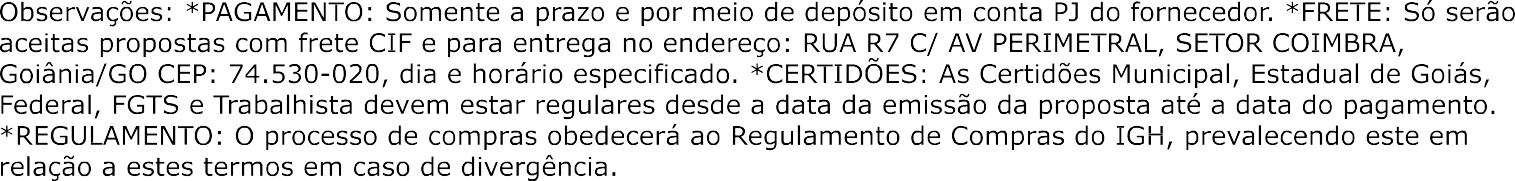 Observações: *PAGAMENTO: Somente a prazo e por meio de depósito em conta PJ do fornecedor. *FRETE: Só serão
aceitas propostas com frete CIF e para entrega no endereço: RUA R7 C/ AV PERIMETRAL, SETOR COIMBRA,
Goiânia/GO CEP: 74.530-020, dia e horário especificado. *CERTIDÕES: As Certidões Municipal, Estadual de Goiás,
Federal, FGTS e Trabalhista devem estar regulares desde a data da emissão da proposta até a data do pagamento.
*REGULAMENTO: O processo de compras obedecerá ao Regulamento de Compras do IGH, prevalecendo este em
relação a estes termos em caso de divergência.